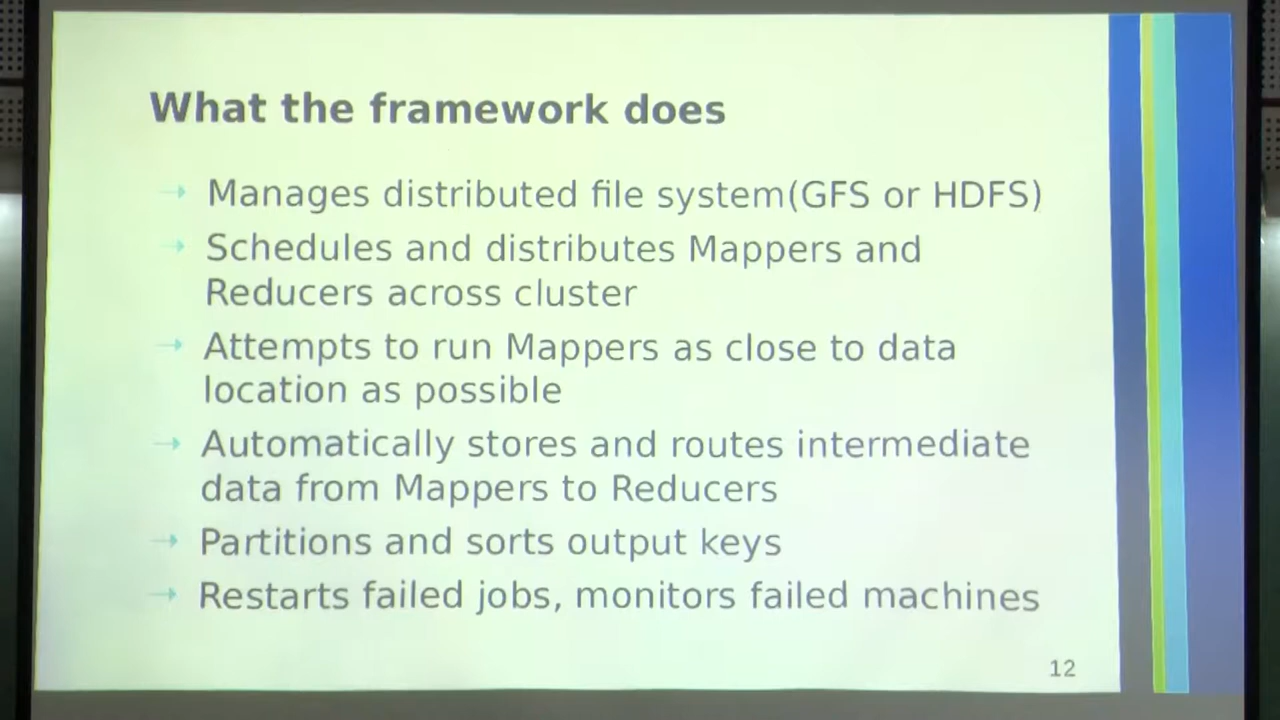 What the framework does
→ Manages distributed file system(GFS or HDFS)
→ Schedules and distributes Mappers and
Reducers across cluster
→ Attempts to run Mappers as close to data
location as possible
→ Automatically stores and routes intermediate
data from Mappers to Reducers
→ Partitions and sorts output keys
→ Restarts failed jobs, monitors failed machines
12